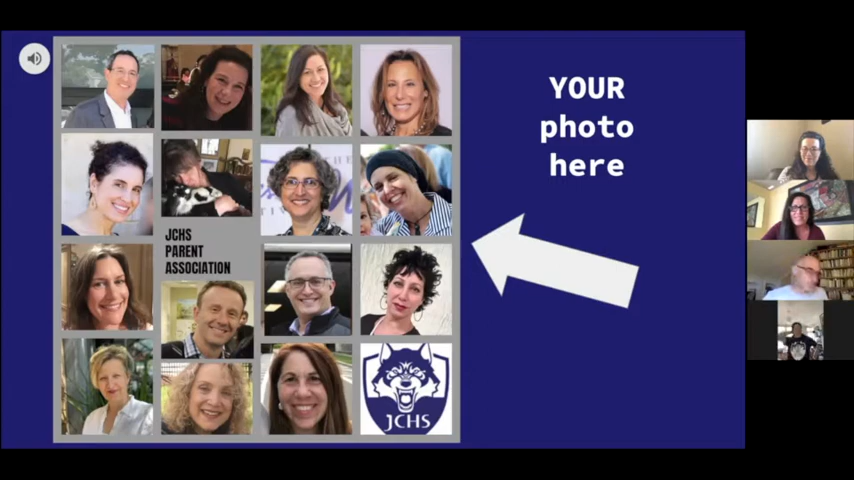 YOUR
photo
here
JCHS
PARENT
ASSOCIATION
JCHS